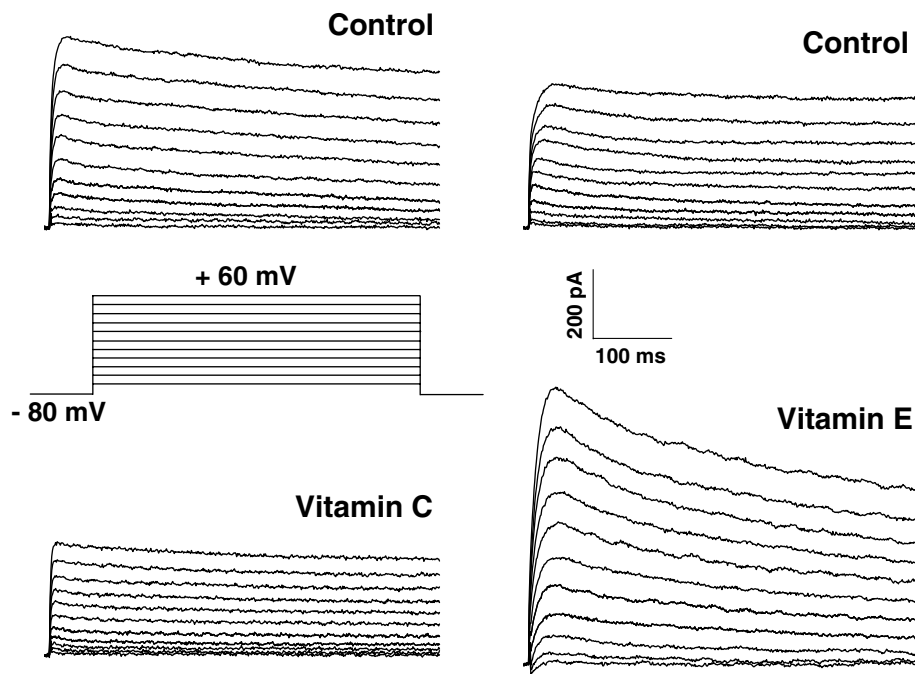 Control
Control
+ 60 mV
- 80 mV
200 pA
100 ms
Vitamin C
Vitamin E